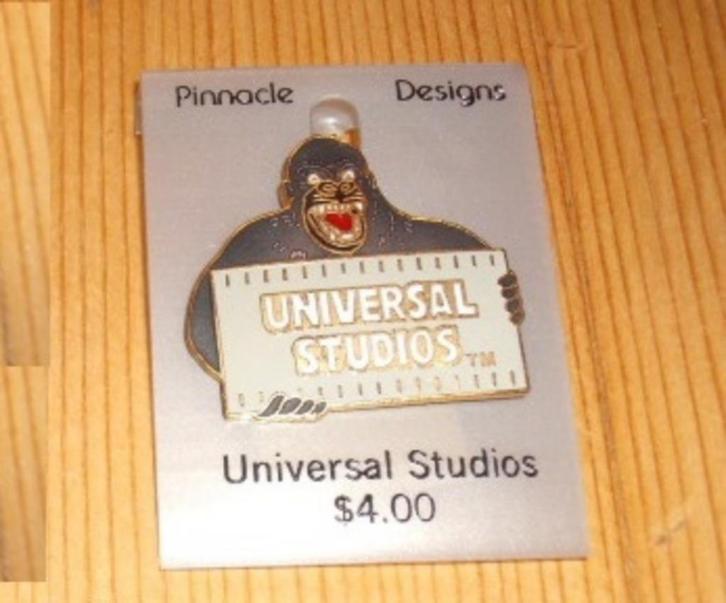 Pinnacle Designs
UNIVERSAL
STUDIOS TM
Universal Studios
$4.00